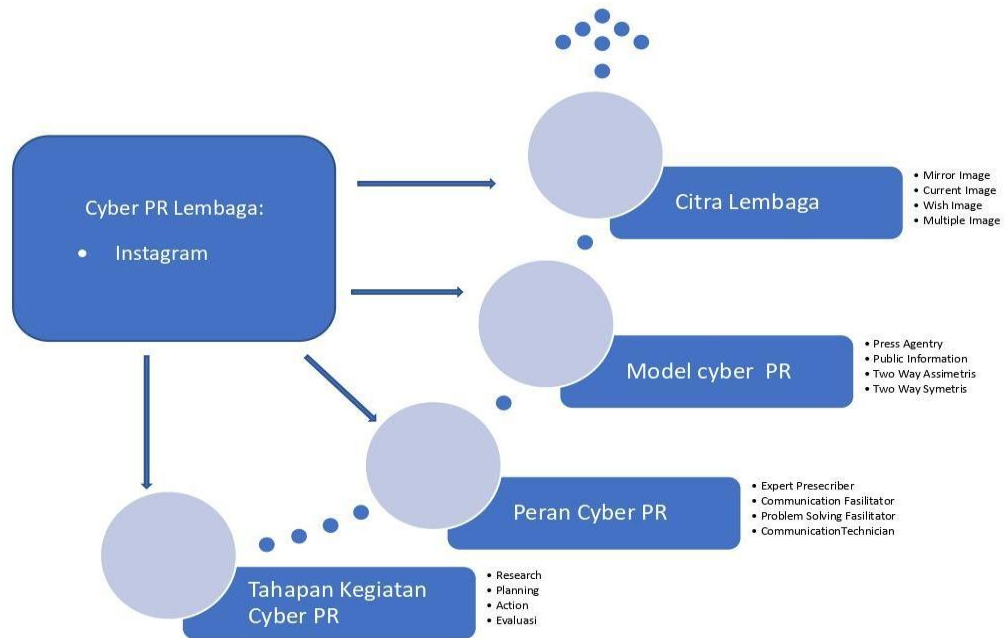 Cyber PR Lembaga:
• Instagram
Citra Lembaga
• Mirror Image
• Current Image
• Wish Image
• Multiple Image
Model cyber PR
• Press Agentry
• Public Information
• Two Way Assimetris
• Two Way Symetris
Peran Cyber PR
• Expert Presecriber
• Communication Fasilitator
• Problem Solving Fasilitator
• CommunicationTechnician
Tahapan Kegiatan
Cyber PR
• Research
• Planning
• Action
• Evaluasi